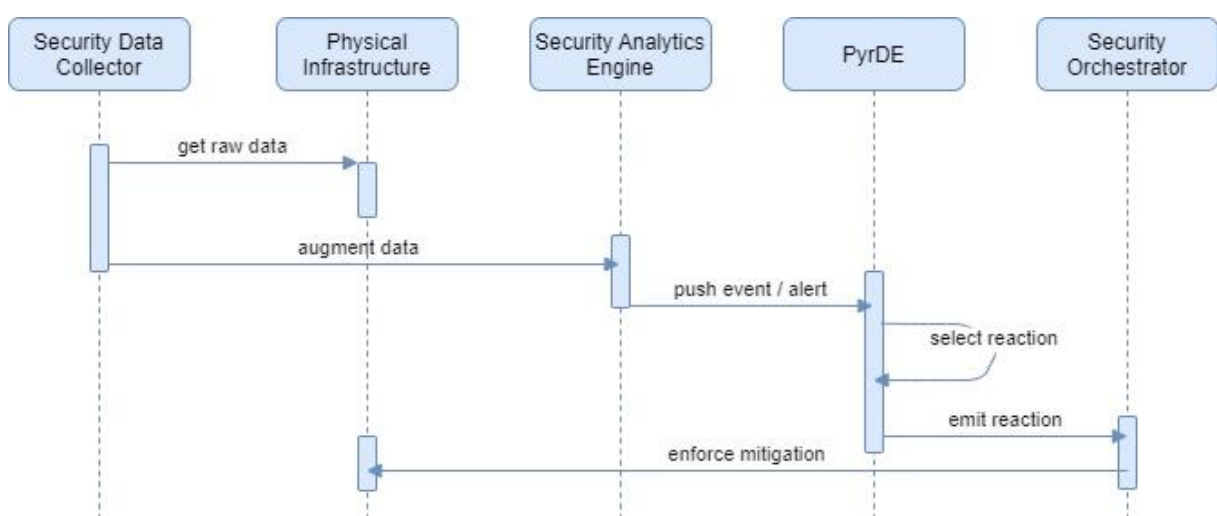 Security Data
Collector
Physical
Infrastructure
Security Analytics
Engine
PyrDE
Security
Orchestrator
get raw data
augment data
push event / alert
select reaction
emit reaction
enforce mitigation